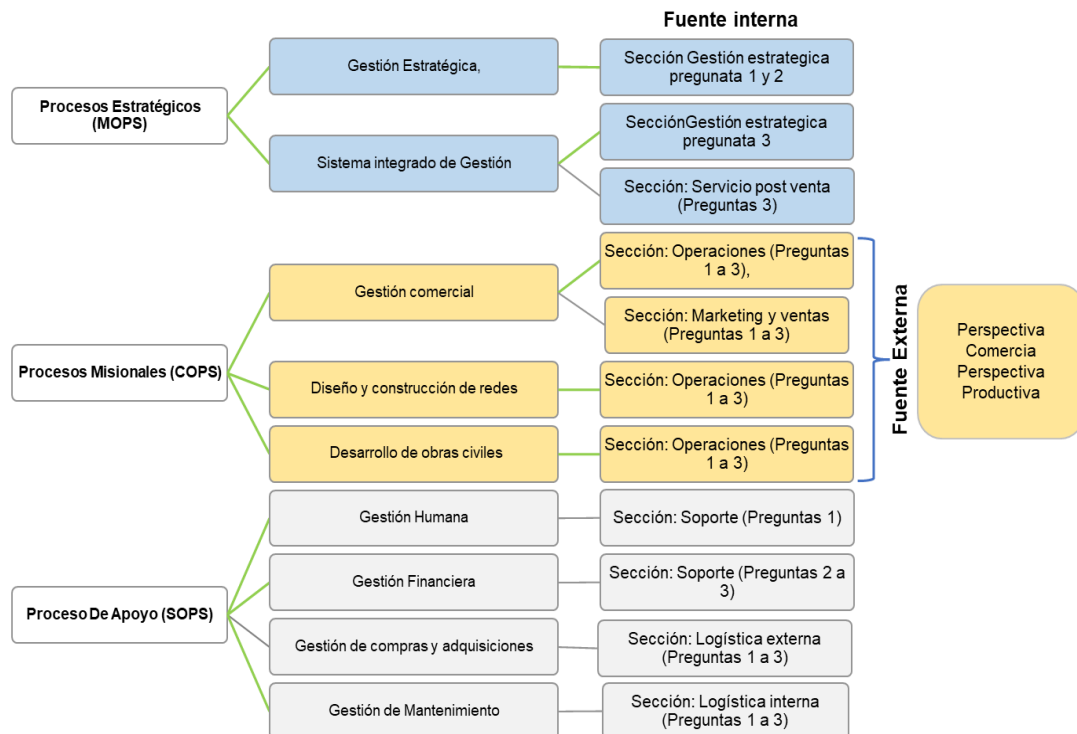 Fuente interna
Procesos Estratégicos
(MOPS)
Gestión Estratégica,
Sección Gestión estrategica
pregunata 1 y 2
Sistema integrado de Gestión
SecciónGestión estrategica
pregunata 3
Sección: Servicio post venta
(Preguntas 3)
Procesos Misionales (COPS)
Gestión comercial
Sección: Operaciones (Preguntas
1 a 3),
Sección: Marketing y ventas
(Preguntas 1 a 3)
Diseño y construcción de redes
Sección: Operaciones (Preguntas
1 a 3)
Desarrollo de obras civiles
Sección: Operaciones (Preguntas
1 a 3)
Fuente Externa
Perspectiva
Comercia
Perspectiva
Productiva
Proceso De Apoyo (SOPS)
Gestión Humana
Sección: Soporte (Preguntas 1)
Gestión Financiera
Sección: Soporte (Preguntas 2 a
3)
Gestión de compras y adquisiciones
Sección: Logística externa
(Preguntas 1 a 3)
Gestión de Mantenimiento
Sección: Logística interna
(Preguntas 1 a 3)